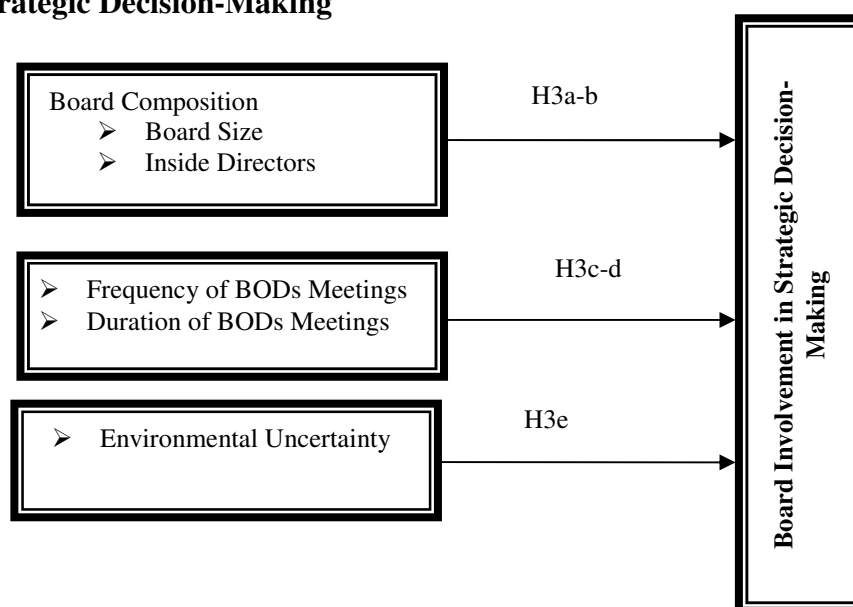 Strategic Decision-Making
Board Composition
➢ Board Size
➢ Inside Directors
H3a-b
➢ Frequency of BODs Meetings
➢ Duration of BODs Meetings
H3c-d
➢ Environmental Uncertainty
H3e
Board Involvement in Strategic Decision-
Making